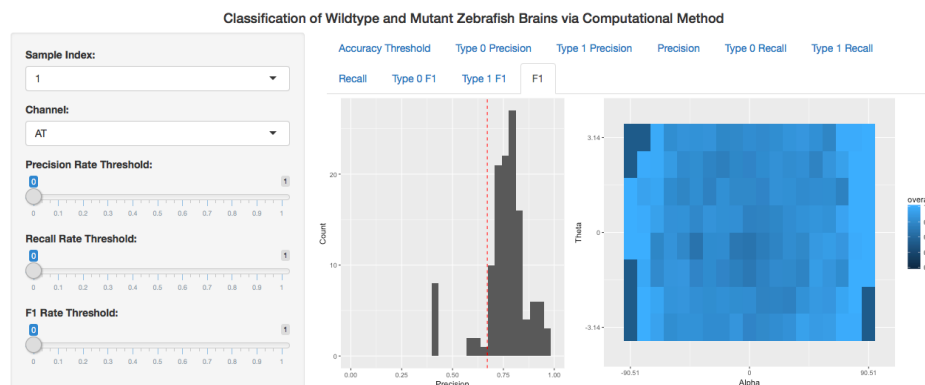 Classification of Wildtype and Mutant Zebrafish Brains via Computational Method
Sample Index:
1
Channel:
AT
Precision Rate Threshold:
0 1
0 0.1 0.2 0.3 0.4 0.5 0.6 0.7 0.8 0.9 1
Recall Rate Threshold:
0 1
0 0.1 0.2 0.3 0.4 0.5 0.6 0.7 0.8 0.9 1
F1 Rate Threshold:
0 1
0 0.1 0.2 0.3 0.4 0.5 0.6 0.7 0.8 0.9 1
Accuracy Threshold Type 0 Precision Type 1 Precision Precision Type 0 Recall Type 1 Recall
Recall Type 0 F1 Type 1 F1 F1
Count
20
10
0
0.00 0.25 0.50 0.75 1.00
Precision
Theta
3.14
0
-3.14
-90.51 0 90.51
Alpha
overa